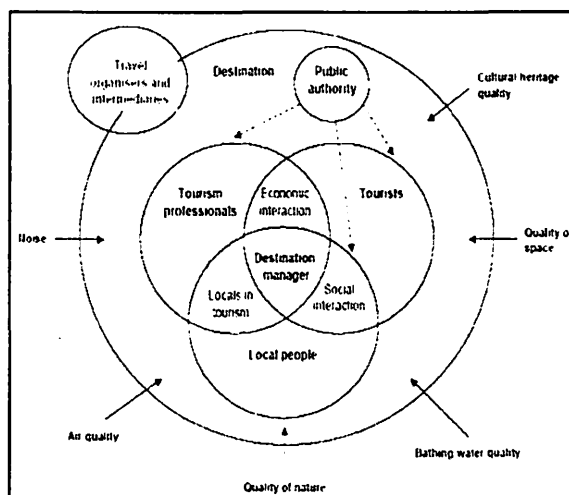 Travel
organisers and
intermediaries
Destination
Public
authority
Cultural heritage
quality
Tourism
professionals
Economic
interaction
Tourists
Noise
Quality of
space
Destination
manager
Locals in
tourism
Social
interaction
Local people
Air quality
Bathing water quality
Quality of nature